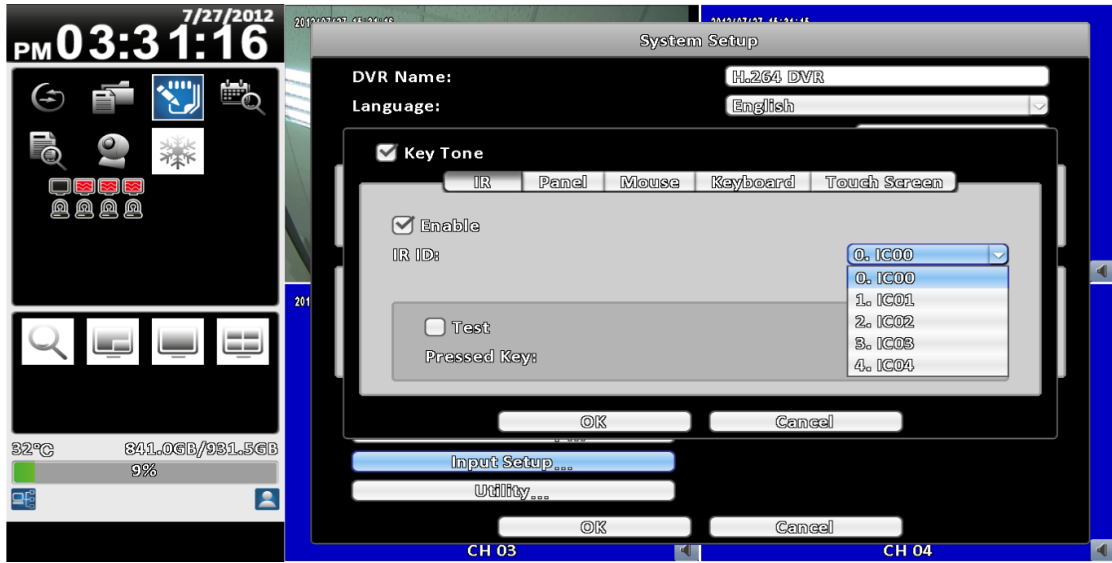 7/27/2012
PM 03:31:16
32°C 841.0GB/931.5GB
9%
System Setup
DVR Name: H.264 DVR
Language: English
Key Tone
IR Panel Mouse Keyboard Touch Screen
Enable
IR ID: 0. IC00
0. IC00
1. IC01
2. IC02
3. IC03
4. IC04
Test
Pressed Key:
OK Cancel
Input Setup...
Utility...
OK Cancel
CH 03 CH 04